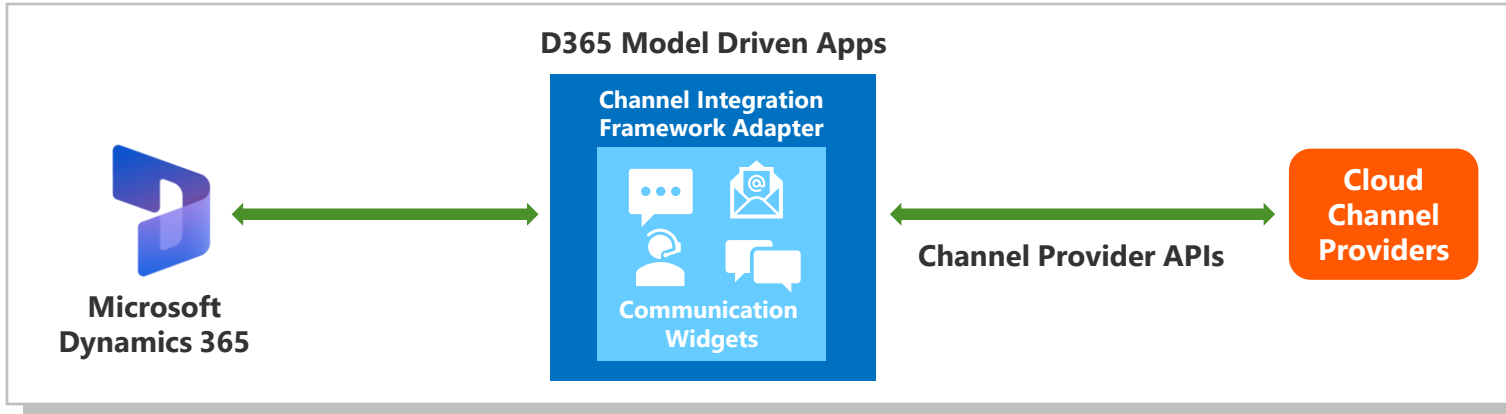 D365 Model Driven Apps
Channel Integration
Framework Adapter
@
Communication
Widgets
Microsoft
Dynamics 365
Channel Provider APIs
Cloud
Channel
Providers